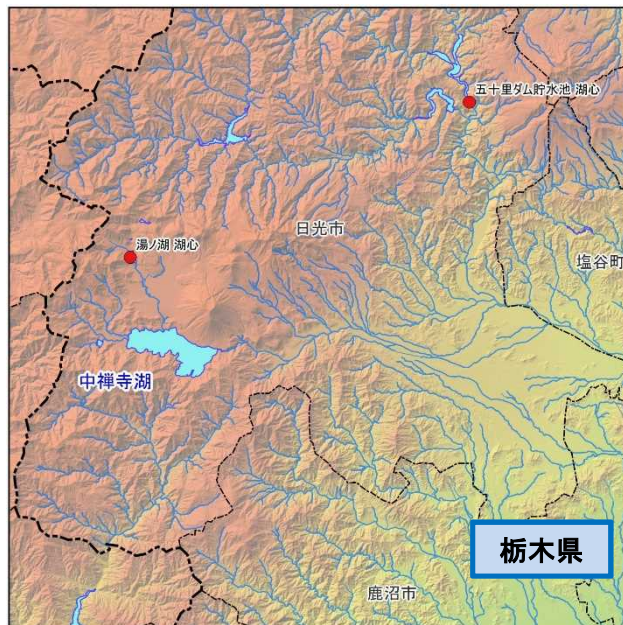 五十里ダム貯水池 湖心
日光市
湯ノ湖 湖心
塩谷町
中禅寺湖
栃木県
鹿沼市